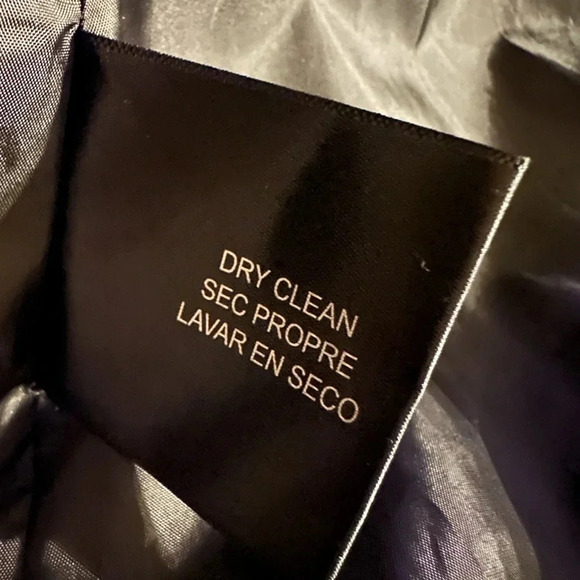 DRY CLEAN
SEC PROPRE
LAVAR EN SECO